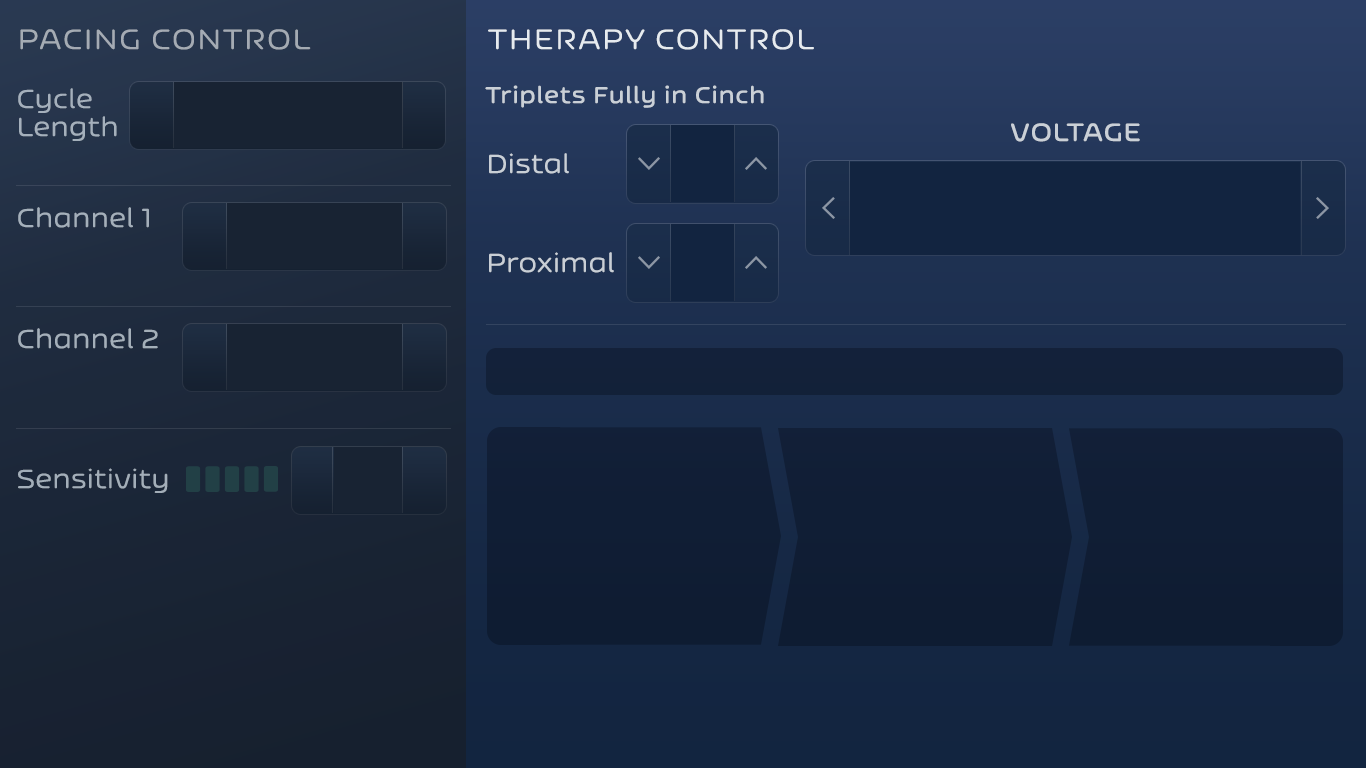 PACING CONTROL
Cycle
Length
Channel 1
Channel 2
Sensitivity
THERAPY CONTROL
Triplets Fully in Cinch
Distal
Proximal
VOLTAGE